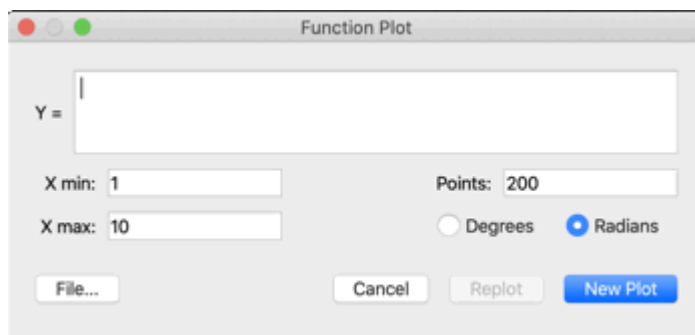 Function Plot
Y =
X min: 1 Points: 200
X max: 10 Degrees Radians
File... Cancel Replot New Plot